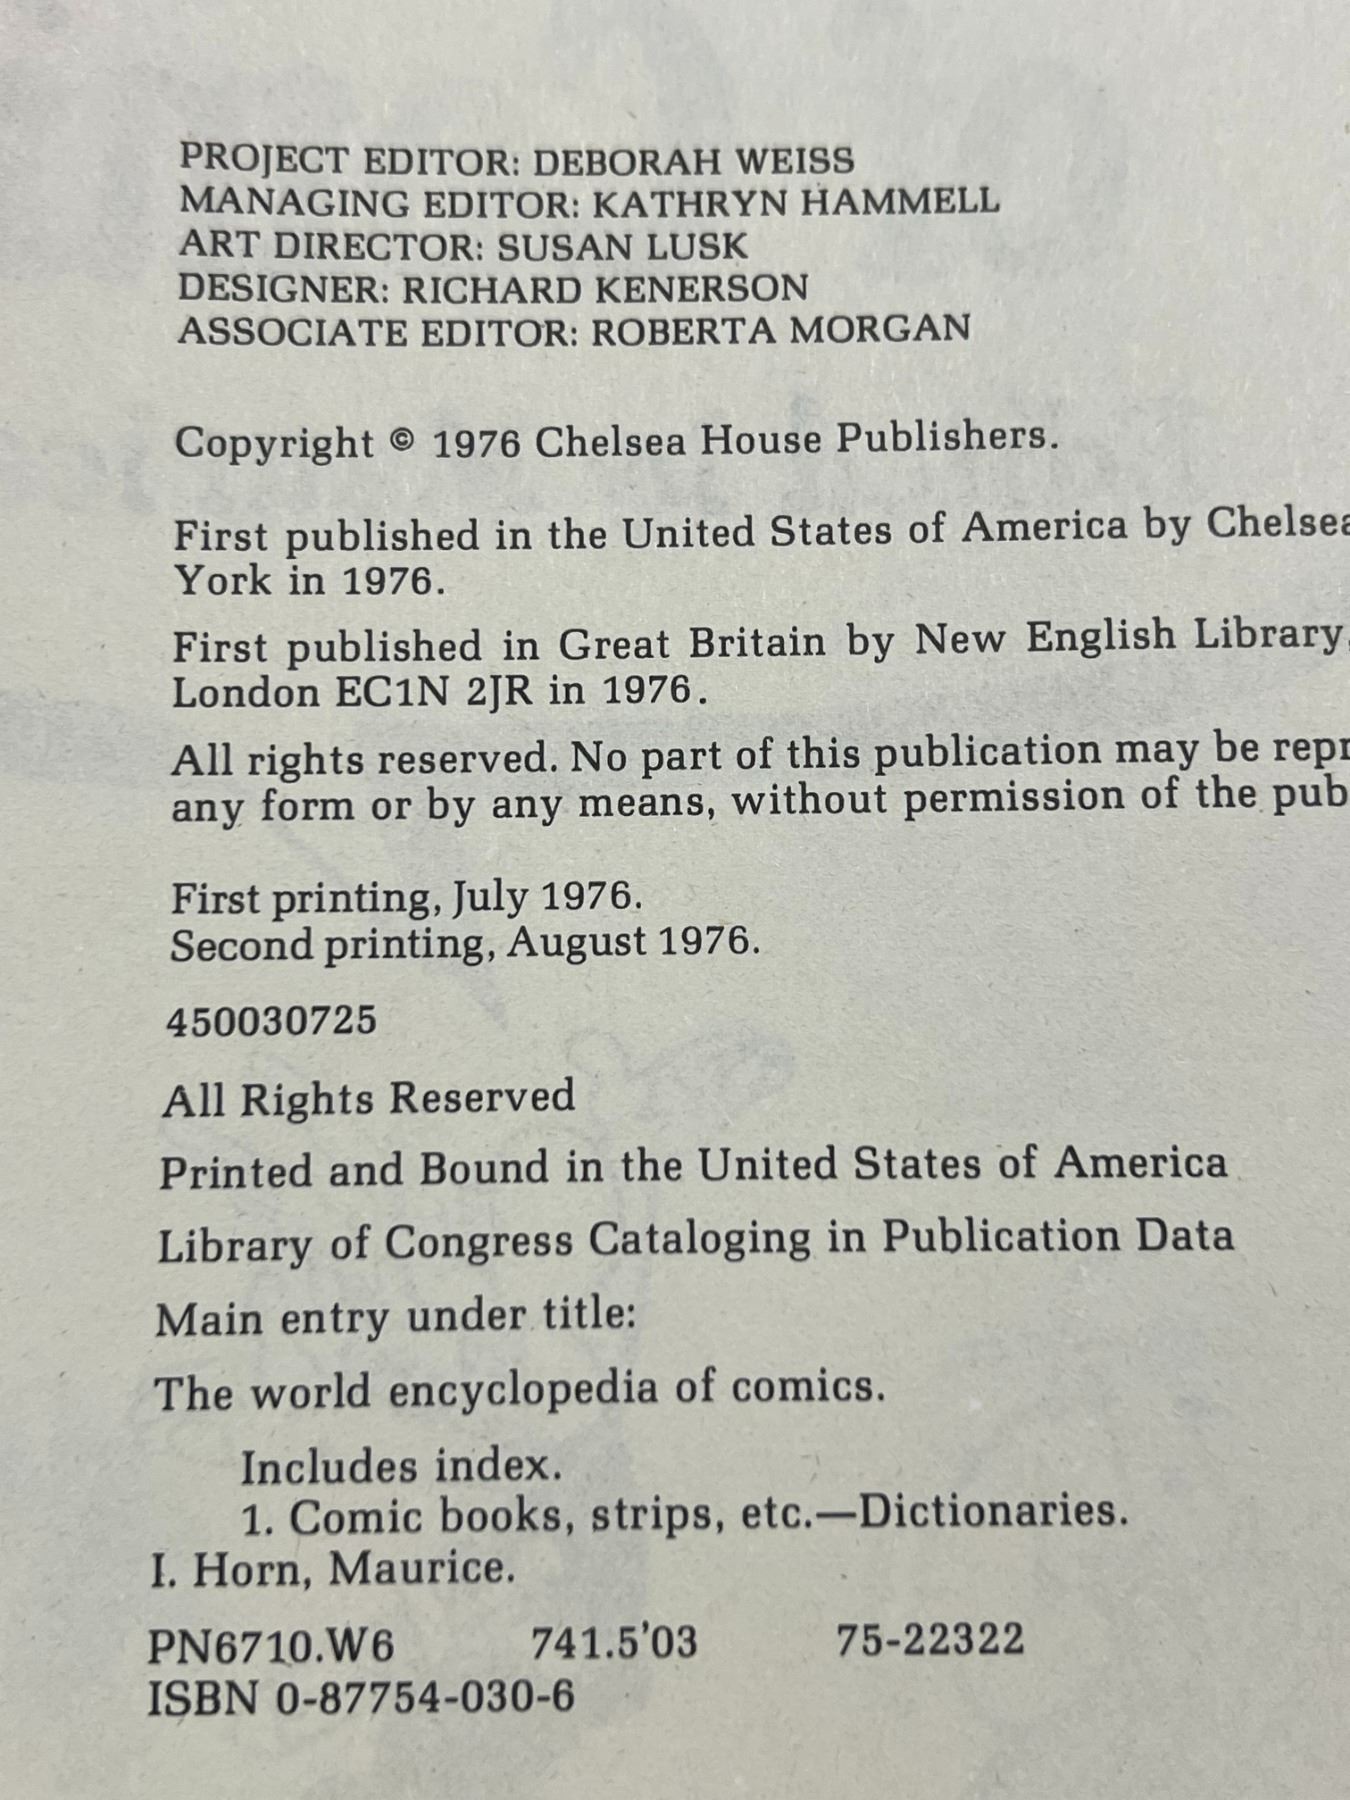 PROJECT EDITOR: DEBORAH WEISS
MANAGING EDITOR: KATHRYN HAMMELL
ART DIRECTOR: SUSAN LUSK
DESIGNER: RICHARD KENERSON
ASSOCIATE EDITOR: ROBERTA MORGAN
Copyright © 1976 Chelsea House Publishers.
First published in the United States of America by Chelsea
York in 1976.
First published in Great Britain by New English Library,
London EC1N 2JR in 1976.
All rights reserved. No part of this publication may be repr
any form or by any means, without permission of the pub
First printing, July 1976.
Second printing, August 1976.
450030725
All Rights Reserved
Printed and Bound in the United States of America
Library of Congress Cataloging in Publication Data
Main entry under title:
The world encyclopedia of comics.
Includes index.
1. Comic books, strips, etc.—Dictionaries.
I. Horn, Maurice.
PN6710.W6 741.5'03 75-22322
ISBN 0-87754-030-6